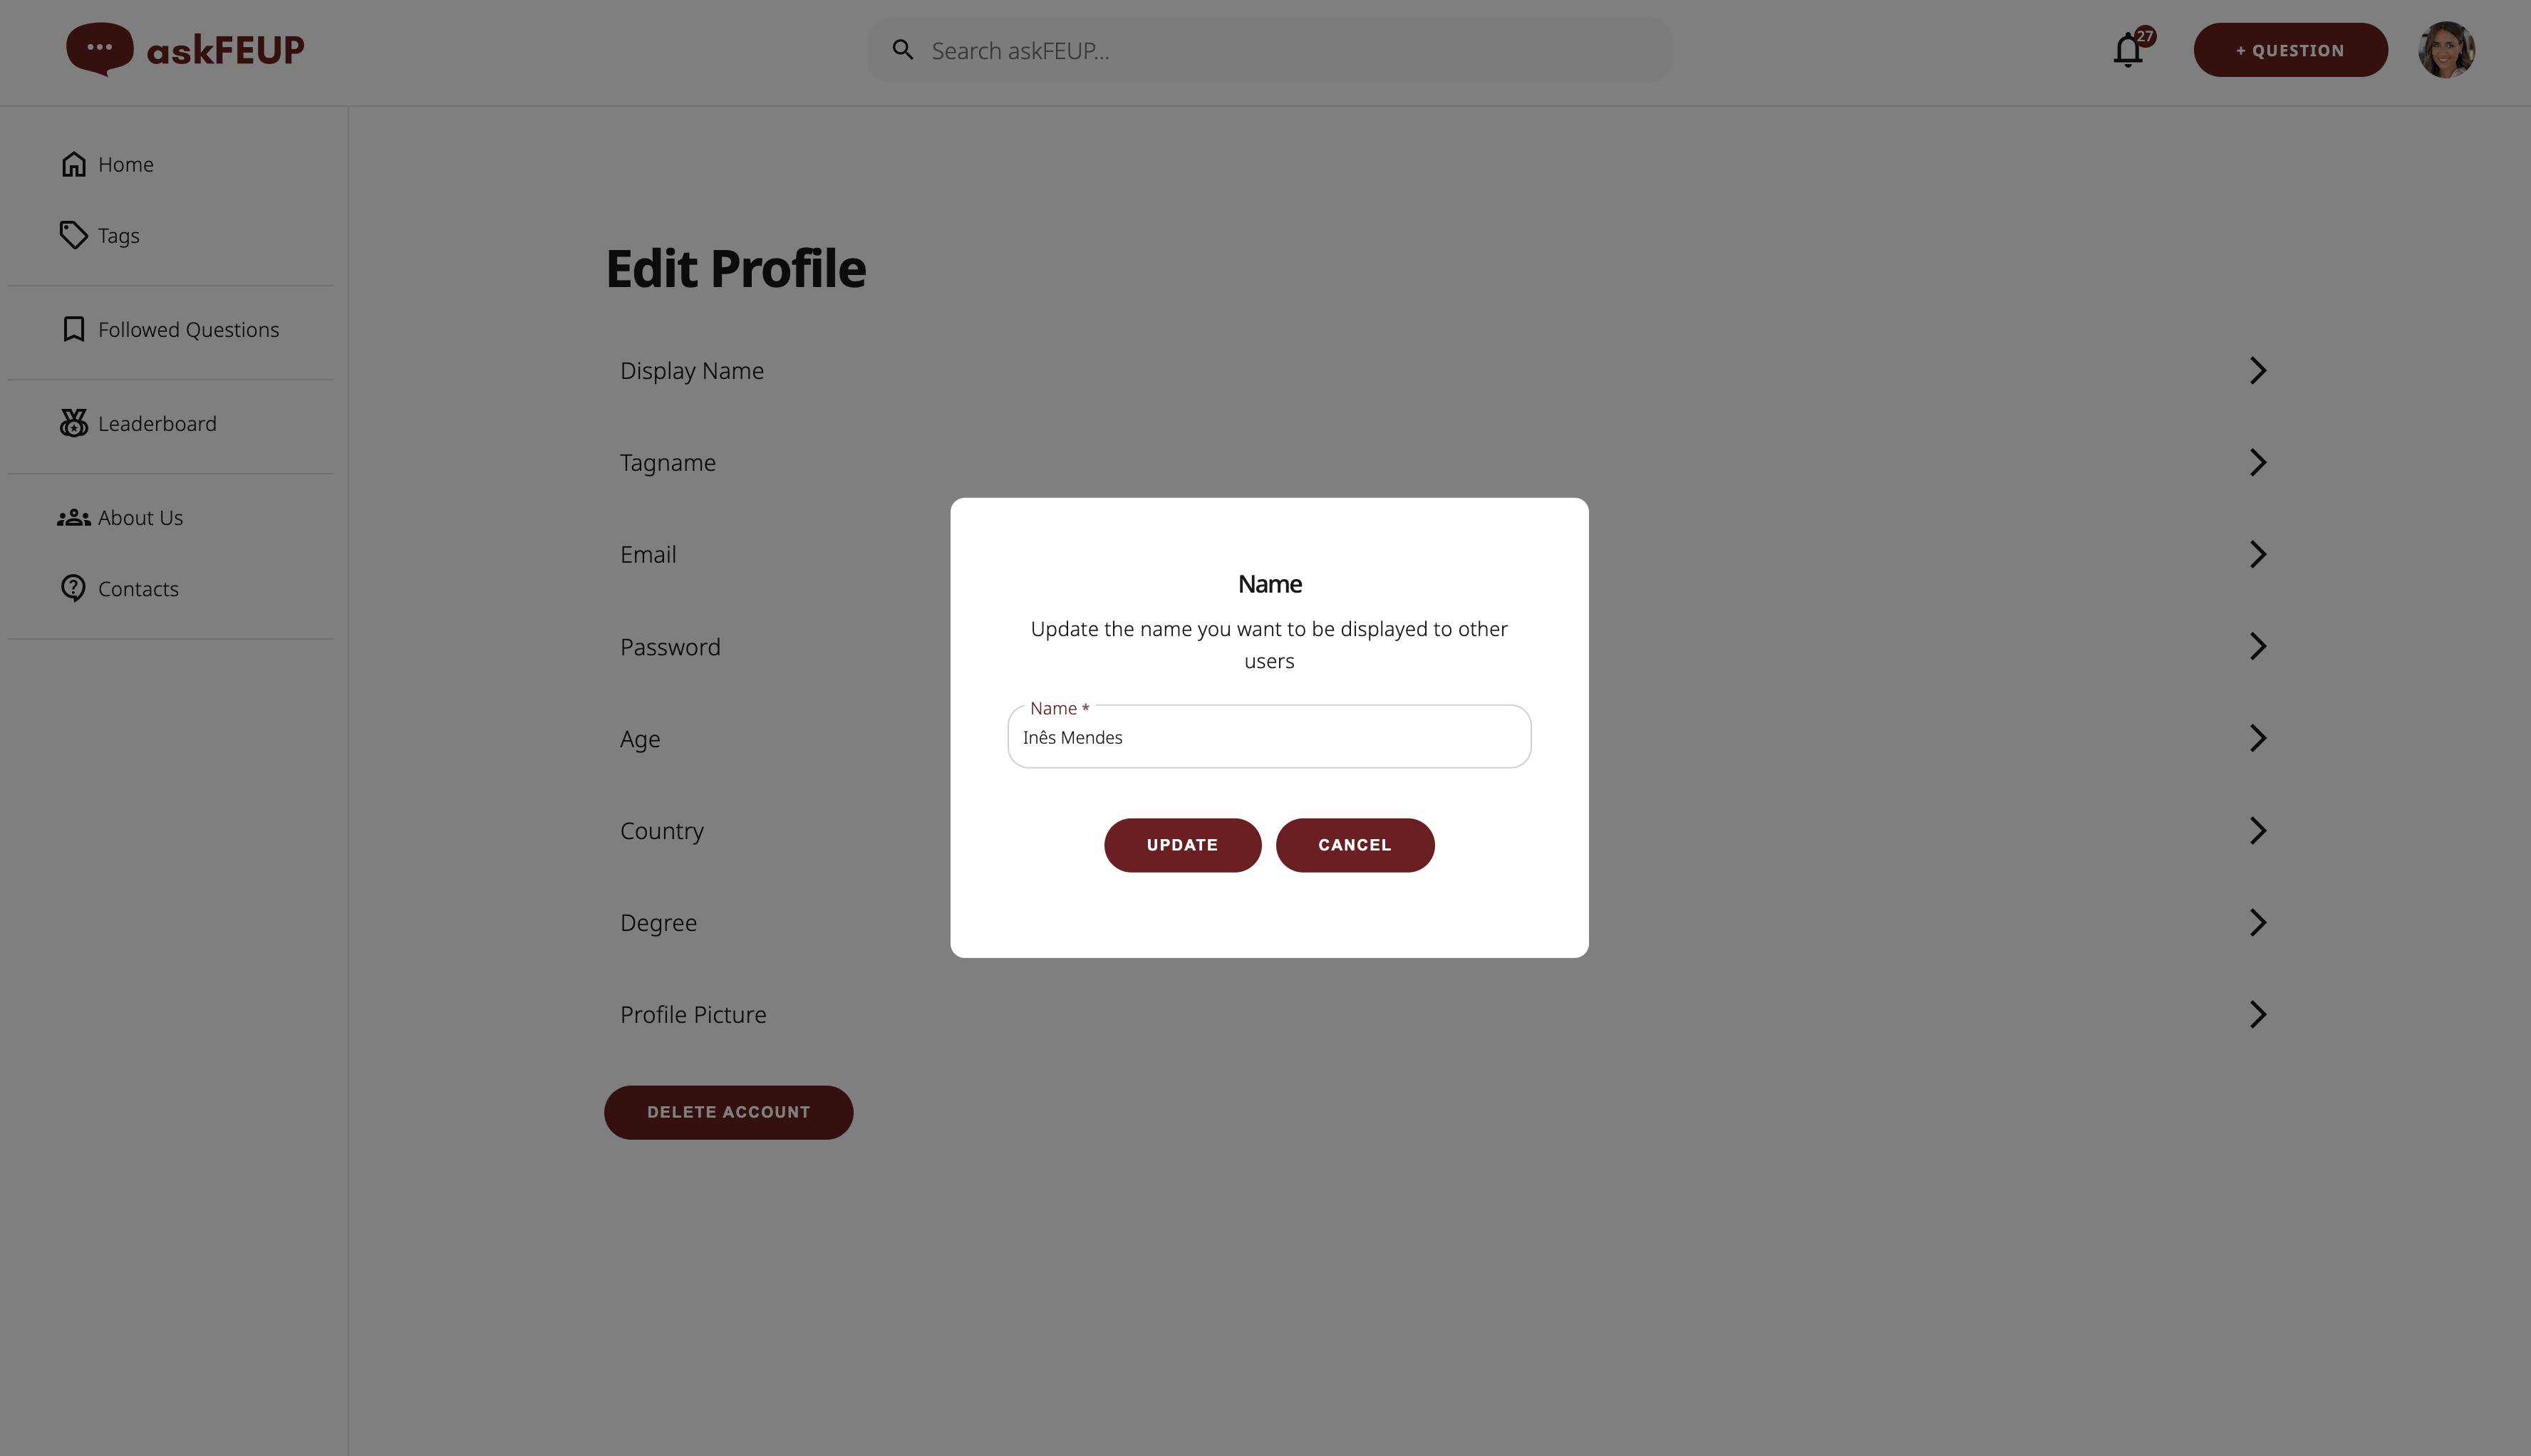 askFEUP
Search askFEUP...
27
+ QUESTION
Home
Tags
Followed Questions
Leaderboard
About Us
Contacts
Edit Profile
Display Name
Tagname
Email
Password
Age
Country
Degree
Profile Picture
DELETE ACCOUNT
Name
Update the name you want to be displayed to other
users
Name *
Inês Mendes
UPDATE
CANCEL